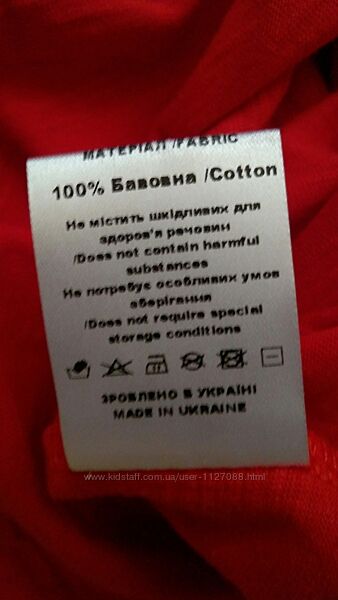 МАТЕРІАЛ /FABRIC
100% Бавовна /Cotton
Не містить шкідливих для
здоров'я речовин
/Does not contain harmful
substances
Не потребує особливих умов
зберігання
/Does not require special
storage conditions
ЗРОБЛЕНО В УКРАЇНІ
MADE IN UKRAINE
www.kidstaff.com.ua/user-1127088.html